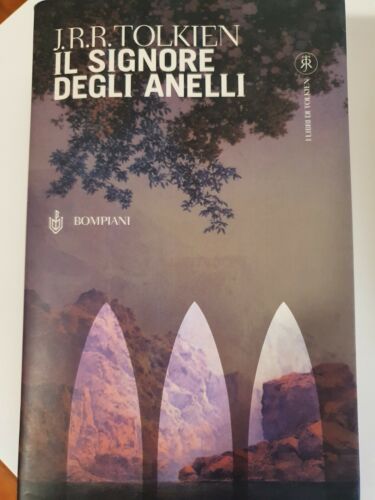 J.R.R. TOLKIEN
IL SIGNORE
DEGLI ANELLI
I LIBRI DI TOLKIEN
BOMPIANI